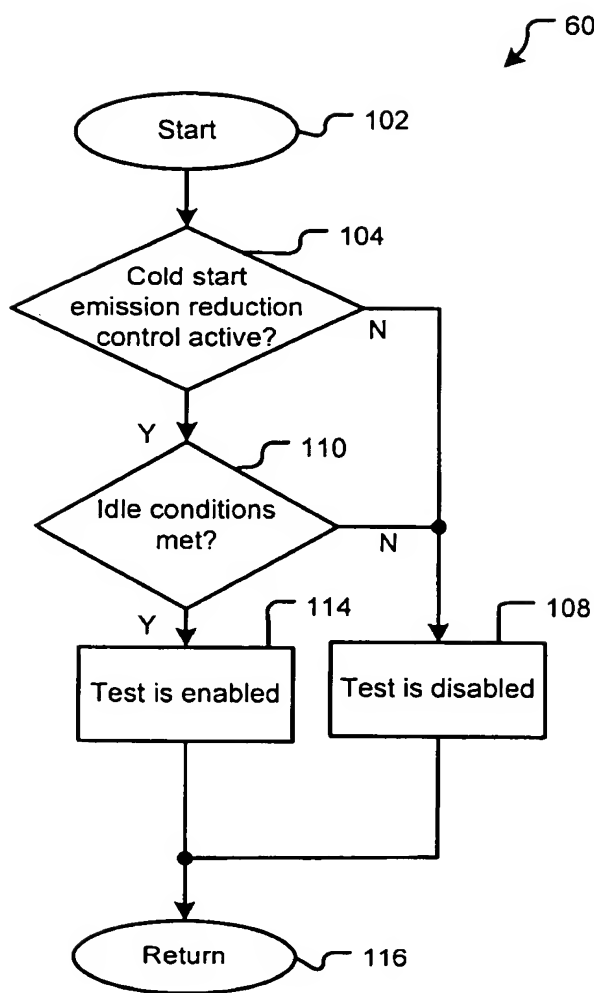 60
Start
102
104
Cold start
emission reduction
control active?
N
Y
110
Idle conditions
met?
N
Y
114
108
Test is enabled
Test is disabled
Return
116